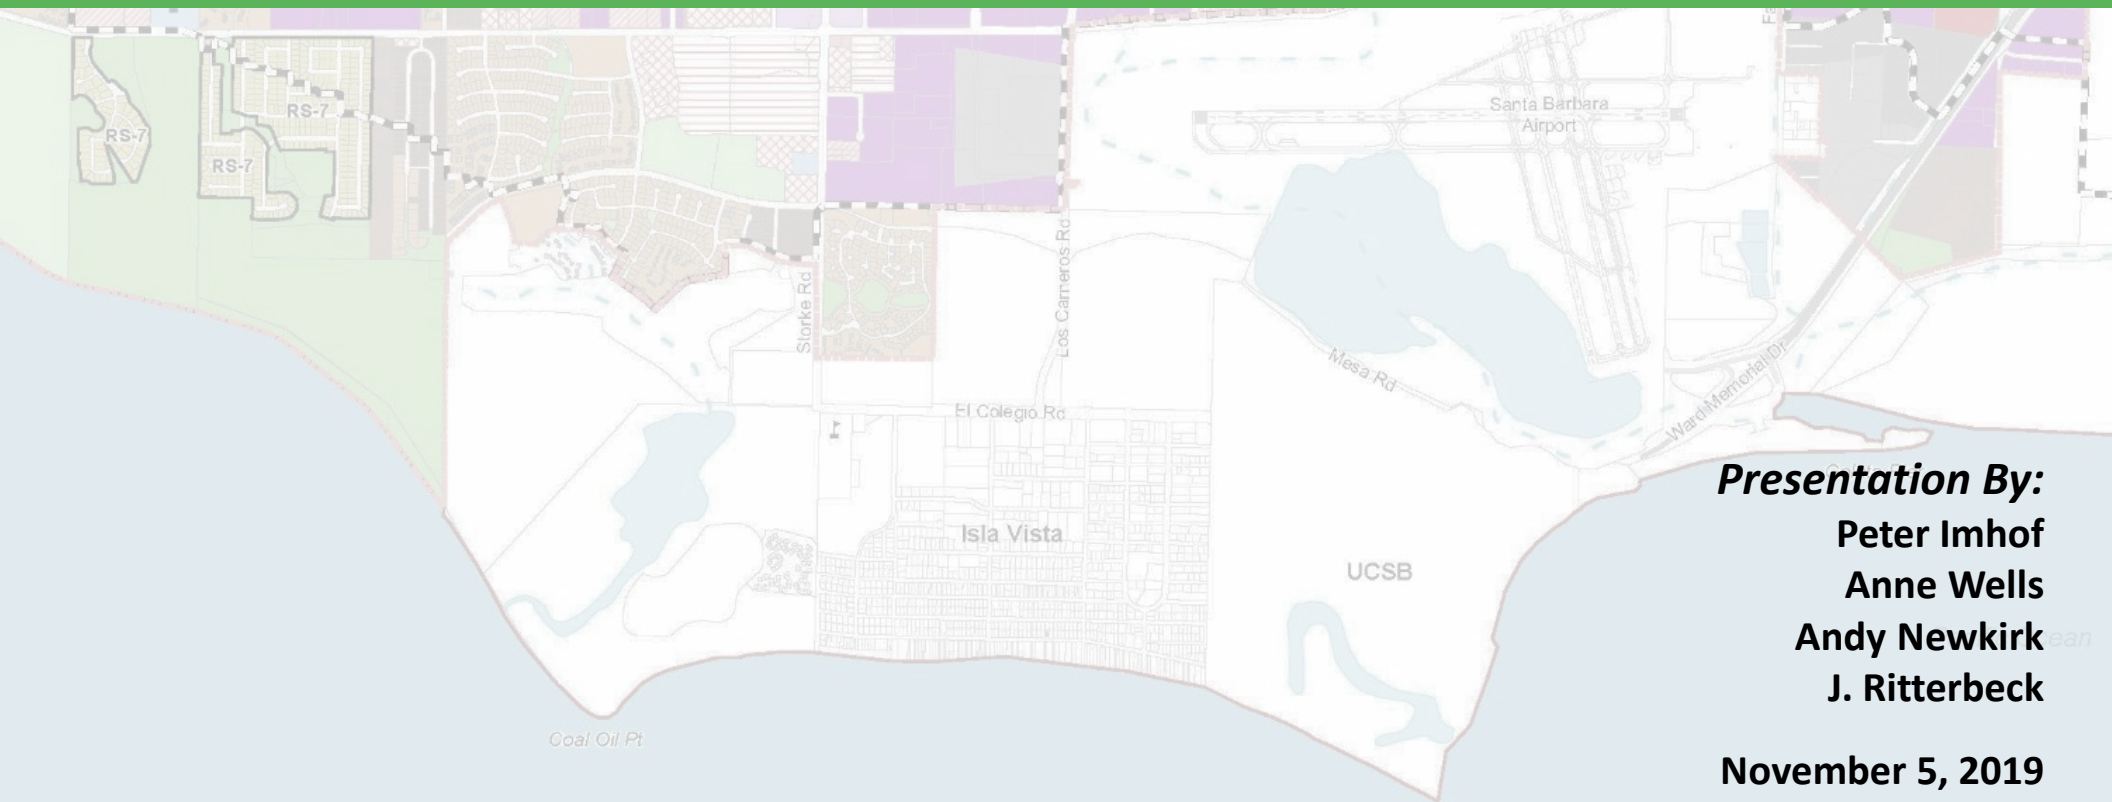 RS-7
RS-7
RS-7
Santa Barbara
Airport
Storke Rd
Los Carneros Rd
Mesa Rd
El Colegio Rd
Ward Memorial Dr
Isla Vista
UCSB
Coal Oil Pt
Presentation By:
Peter Imhof
Anne Wells
Andy Newkirk
J. Ritterbeck
November 5, 2019